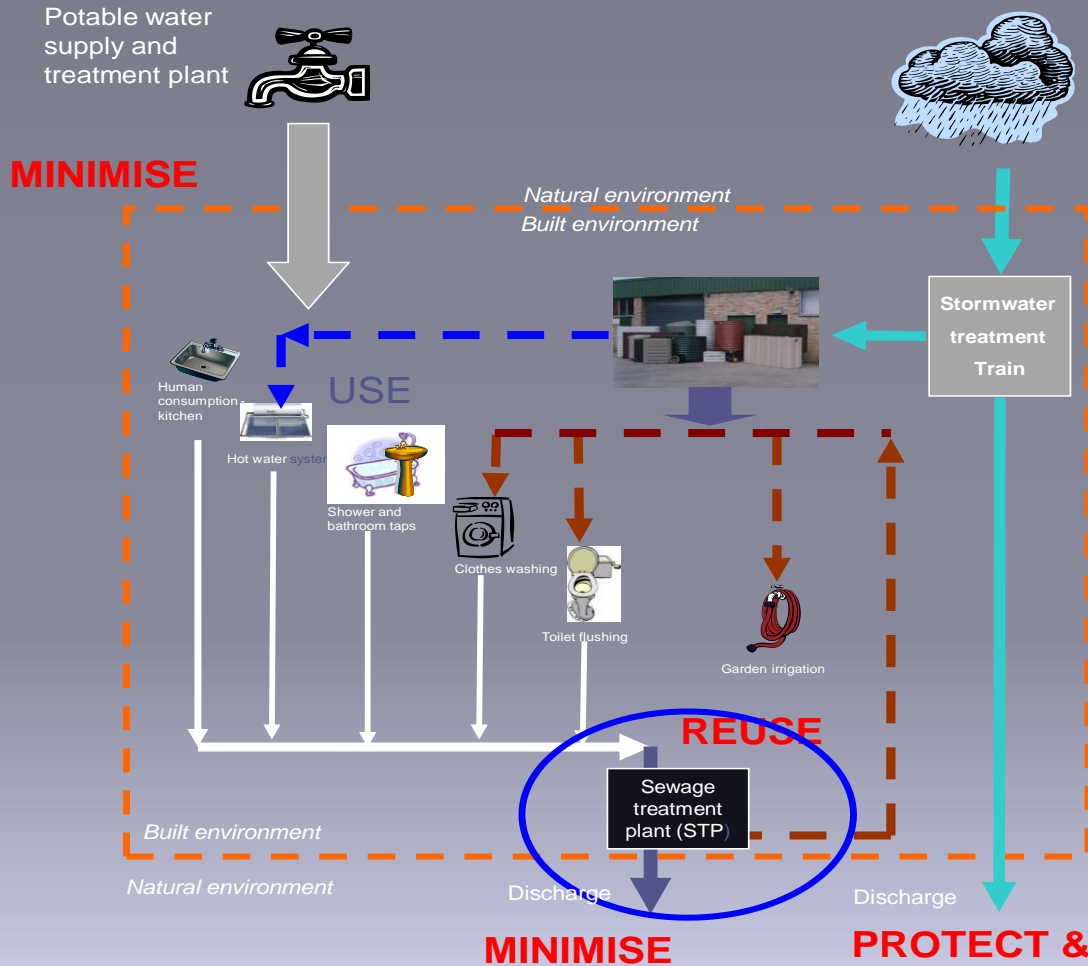 Potable water
supply and
treatment plant
MINIMISE
Natural environment
Built environment
Stormwater
treatment
Train
Human
consumption -
kitchen
USE
Hot water system
Shower and
bathroom taps
Clothes washing
Toilet flushing
Garden irrigation
REUSE
Sewage
treatment
plant (STP)
Built environment
Natural environment
Discharge
Discharge
MINIMISE
PROTECT &